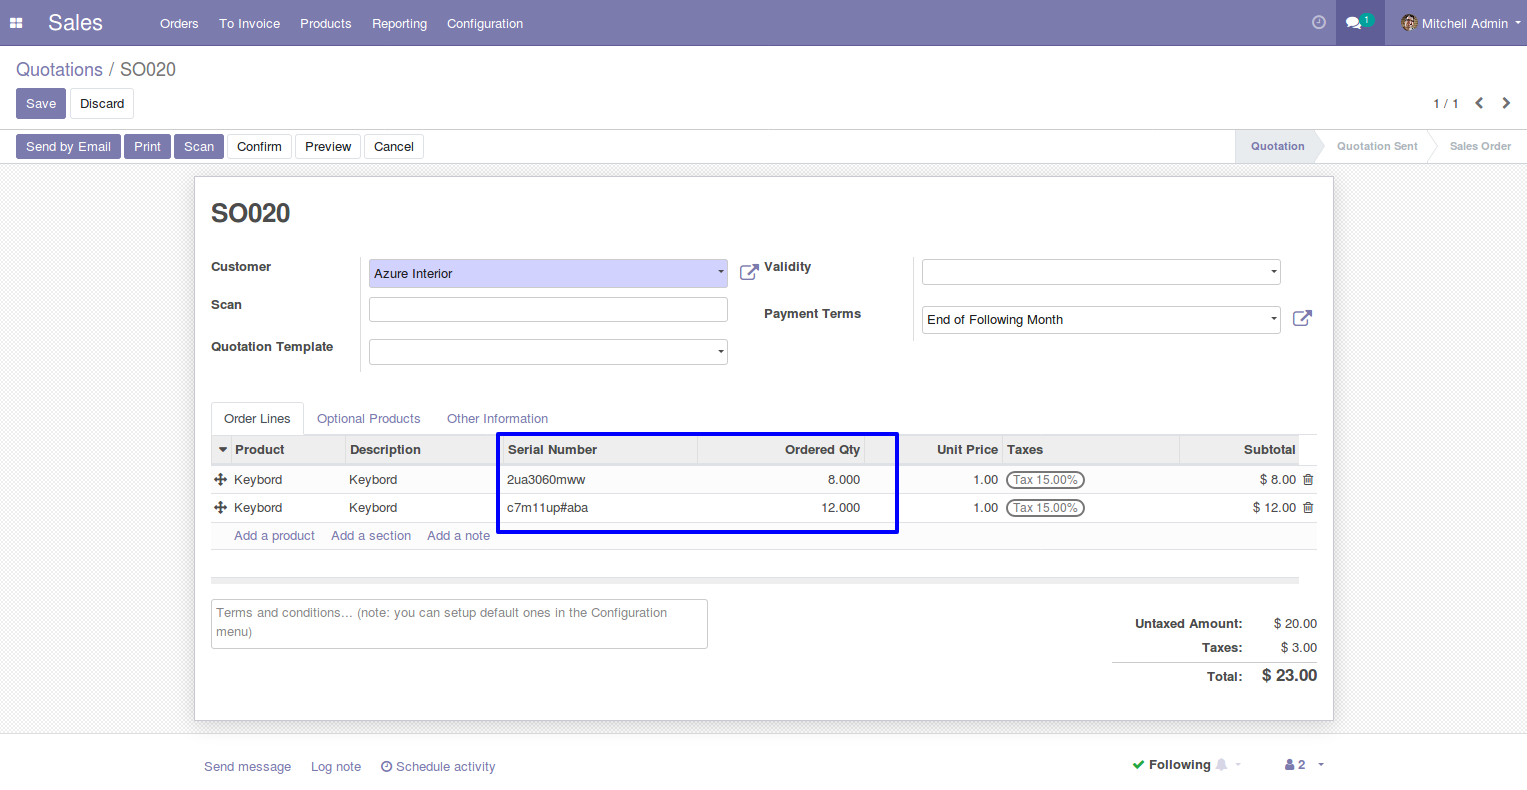 Sales Orders To Invoice Products Reporting Configuration 1 Mitchell Admin
Quotations / SO020
Save Discard 1 / 1
Send by Email Print Scan Confirm Preview Cancel Quotation Quotation Sent Sales Order
SO020
Customer Azure Interior Validity
Scan
Payment Terms End of Following Month
Quotation Template
Order Lines Optional Products Other Information
Product Description Serial Number Ordered Qty Unit Price Taxes Subtotal
Keybord Keybord 2ua3060mww 8.000 1.00 Tax 15.00% $ 8.00
Keybord Keybord c7m11up#aba 12.000 1.00 Tax 15.00% $ 12.00
Add a product Add a section Add a note
Terms and conditions... (note: you can setup default ones in the Configuration
menu)
Untaxed Amount: $ 20.00
Taxes: $ 3.00
Total: $ 23.00
Send message Log note Schedule activity Following 2